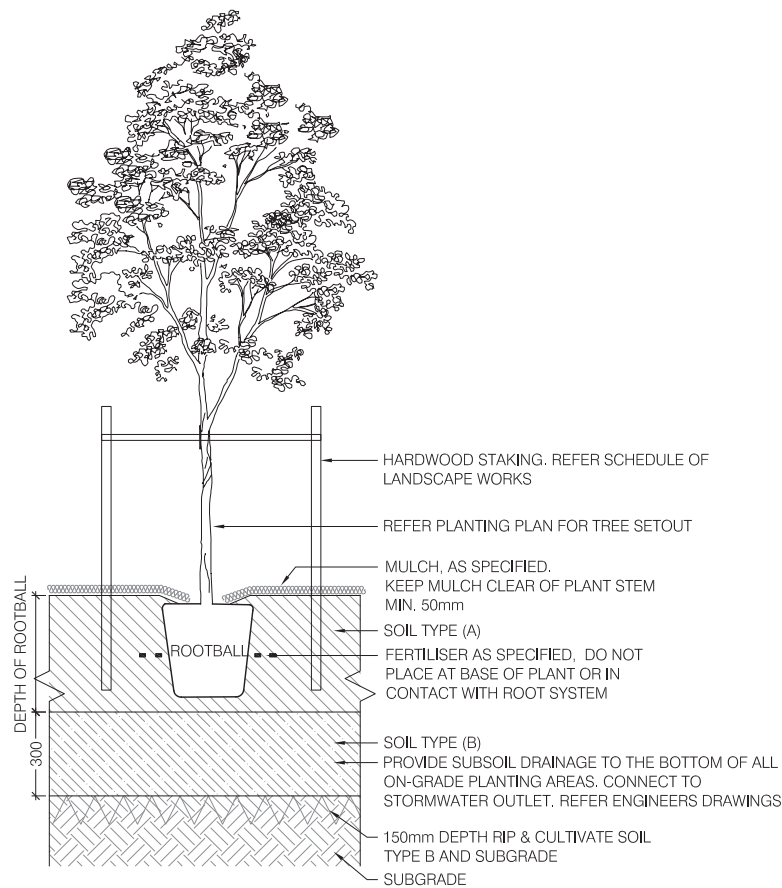 HARDWOOD STAKING. REFER SCHEDULE OF
LANDSCAPE WORKS
REFER PLANTING PLAN FOR TREE SETOUT
MULCH, AS SPECIFIED.
KEEP MULCH CLEAR OF PLANT STEM
MIN. 50mm
SOIL TYPE (A)
DEPTH OF ROOTBALL
ROOTBALL
FERTILISER AS SPECIFIED, DO NOT
PLACE AT BASE OF PLANT OR IN
CONTACT WITH ROOT SYSTEM
300
SOIL TYPE (B)
PROVIDE SUBSOIL DRAINAGE TO THE BOTTOM OF ALL
ON-GRADE PLANTING AREAS. CONNECT TO
STORMWATER OUTLET. REFER ENGINEERS DRAWINGS
150mm DEPTH RIP & CULTIVATE SOIL
TYPE B AND SUBGRADE
SUBGRADE